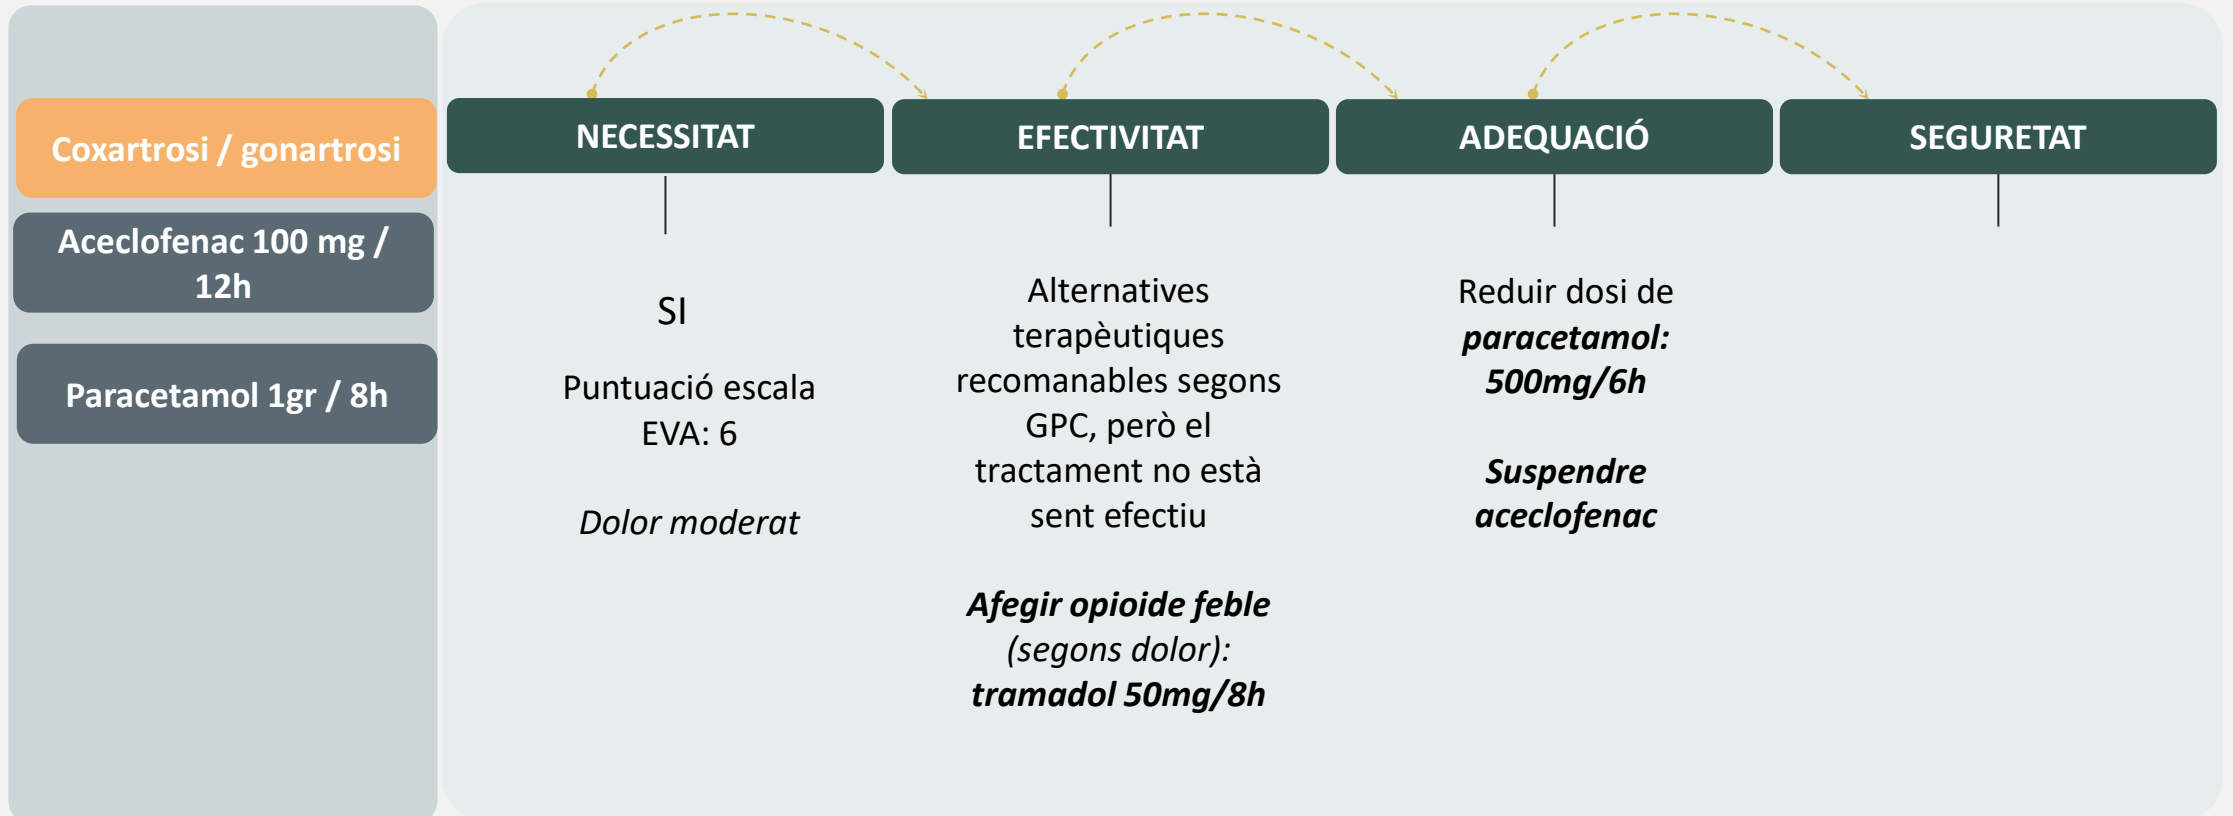 Coxartrosi / gonartrosi
Aceclofenac 100 mg /
12h
Paracetamol 1gr / 8h
NECESSITAT
SI
Puntuació escala
EVA: 6
Dolor moderat
EFECTIVITAT
Alternatives
terapèutiques
recomanables segons
GPC, però el
tractament no està
sent efectiu
Afegir opioide feble
(segons dolor):
tramadol 50mg/8h
ADEQUACIÓ
Reduir dosi de
paracetamol:
500mg/6h
Suspendre
aceclofenac
SEGURETAT